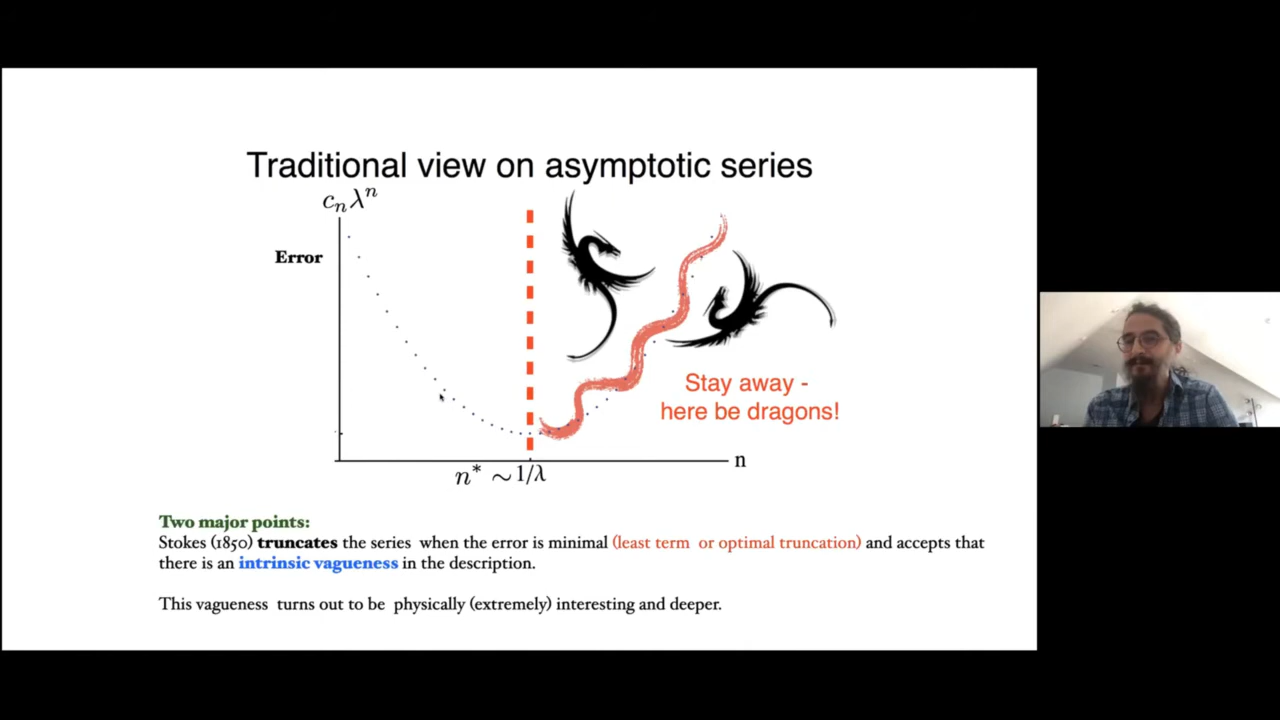 Traditional view on asymptotic series
cₙλⁿ
Error
Stay away -
here be dragons!
n
n* ~ 1/λ
Two major points:
Stokes (1850) truncates the series when the error is minimal (least term or optimal truncation) and accepts that
there is an intrinsic vagueness in the description.
This vagueness turns out to be physically (extremely) interesting and deeper.